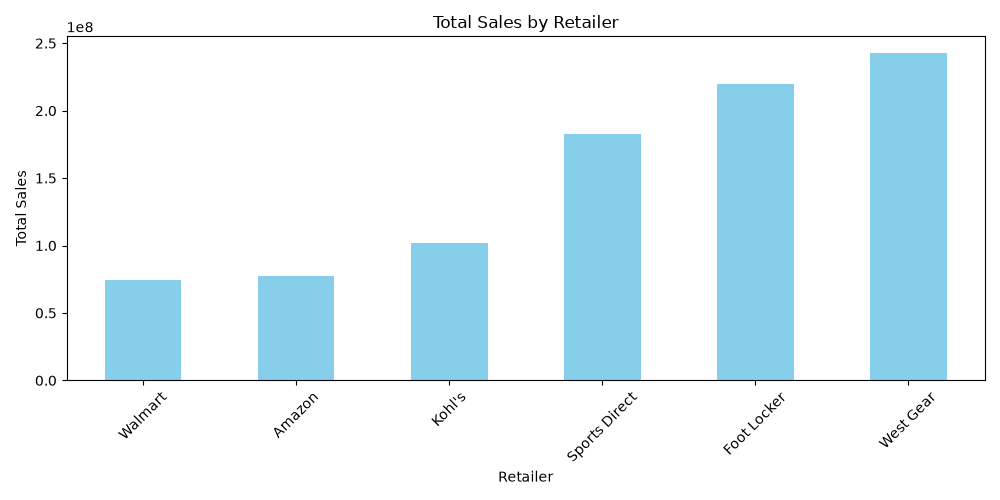 Total Sales by Retailer
1e8
2.5
2.0
1.5
1.0
0.5
0.0
Total Sales
Walmart
Amazon
Kohl's
Sports Direct
Foot Locker
West Gear
Retailer